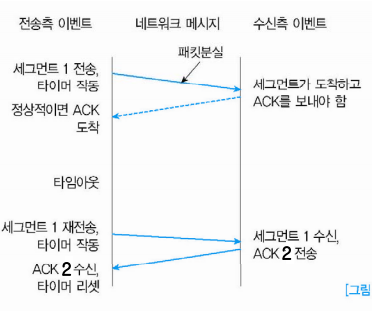 전송측 이벤트
네트워크 메시지
수신측 이벤트
패킷분실
세그먼트 1 전송,
타이머 작동
세그먼트가 도착하고
ACK를 보내야 함
정상적이면 ACK
도착
타임아웃
세그먼트 1 재전송,
타이머 작동
세그먼트 1 수신,
ACK 2 전송
ACK 2 수신,
타이머 리셋
[그림